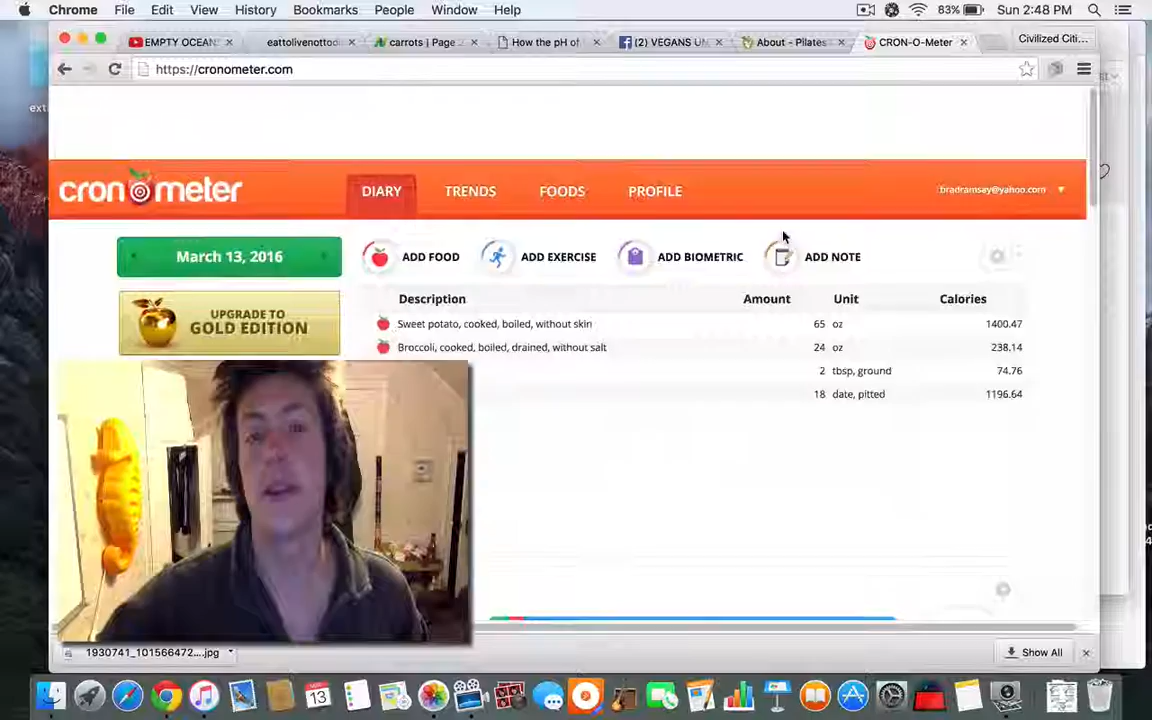 Chrome File Edit View History Bookmarks People Window Help 83% Sun 2:48 PM
EMPTY OCEAN eattolivenottod carrots | Page 2 How the pH of (2) VEGANS UN About - Pilates CRON-O-Meter Civilized Citi...
https://cronometer.com
cronometer DIARY TRENDS FOODS PROFILE bradramsay@yahoo.com
March 13, 2016 ADD FOOD ADD EXERCISE ADD BIOMETRIC ADD NOTE
Description Amount Unit Calories
UPGRADE TO
GOLD EDITION
Sweet potato, cooked, boiled, without skin 65 oz 1400.47
Broccoli, cooked, boiled, drained, without salt 24 oz 238.14
2 tbsp, ground 74.76
18 date, pitted 1196.64
1930741_101566472....jpg Show All
13